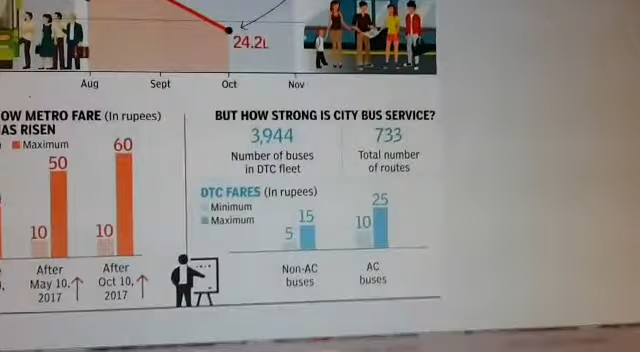 24.2L
Aug Sept Oct Nov
OW METRO FARE (In rupees)
AS RISEN
Maximum
10 50
10 60
After
May 10,
2017
After
Oct 10,
2017
BUT HOW STRONG IS CITY BUS SERVICE?
3,944
Number of buses
in DTC fleet
733
Total number
of routes
DTC FARES (In rupees)
Minimum
Maximum
5 15
10 25
Non-AC
buses
AC
buses